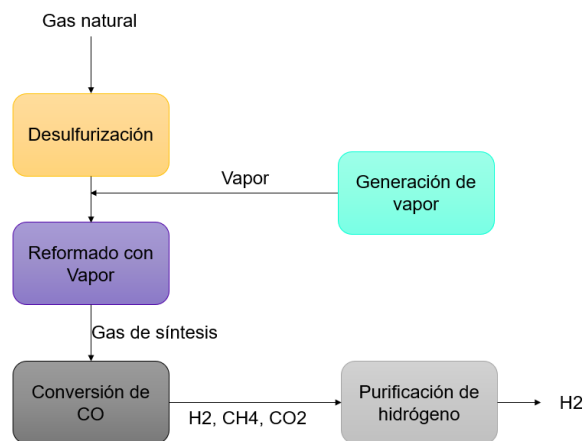 Gas natural
Desulfurización
Vapor
Generación de
vapor
Reformado con
Vapor
Gas de síntesis
Conversión de
CO
H2, CH4, CO2
Purificación de
hidrógeno
H2